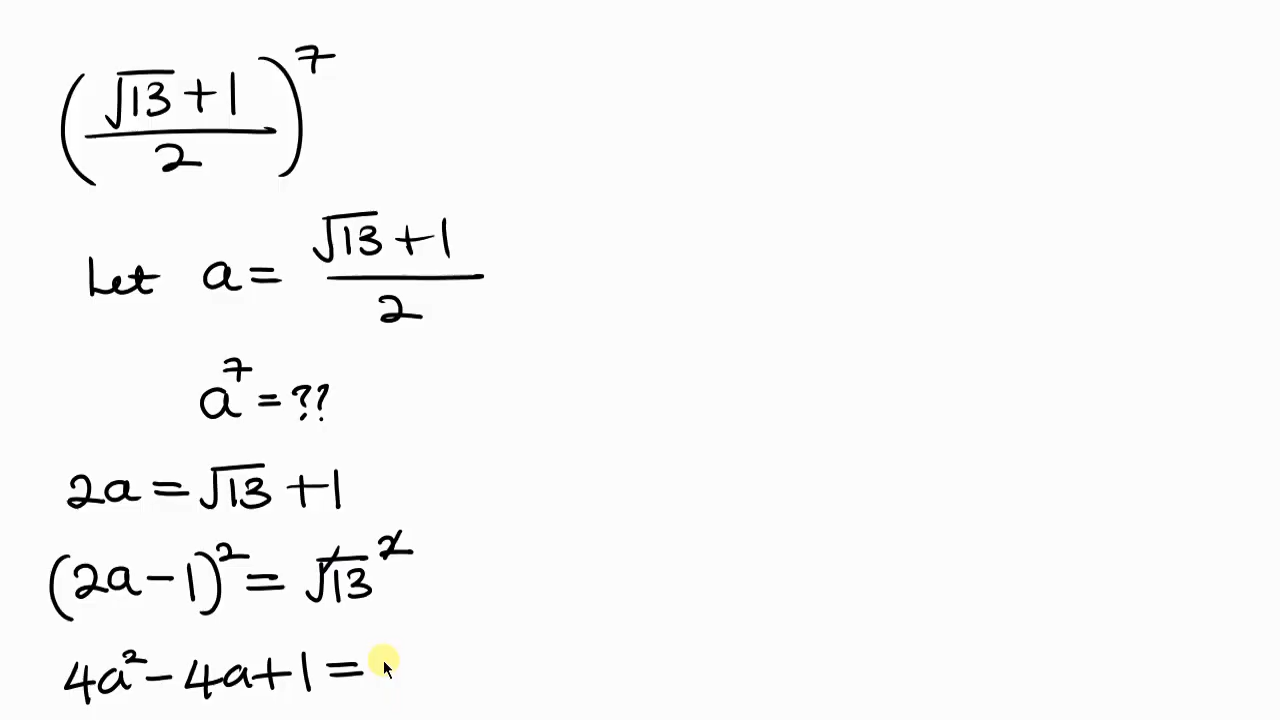 (√13 + 1 / 2)^7
Let a = √13 + 1 / 2
a^7 = ??
2a = √13 + 1
(2a - 1)^2 = √13^2
4a^2 - 4a + 1 =